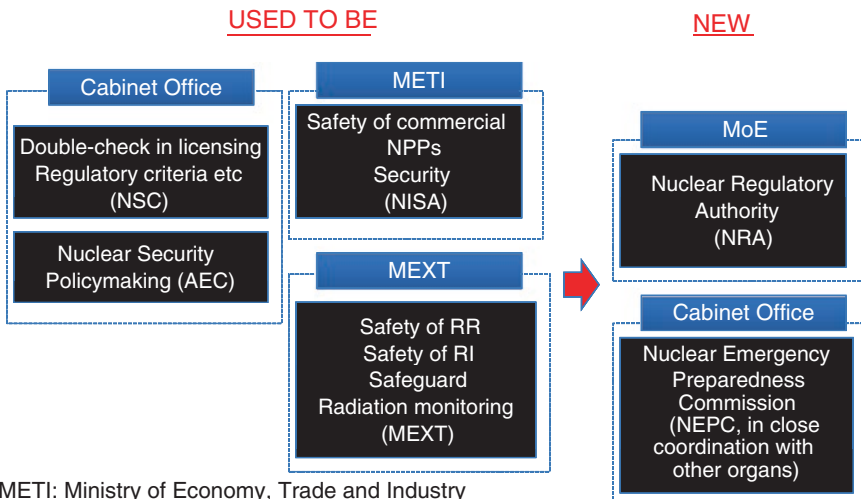 USED TO BE
NEW
Cabinet Office
Double-check in licensing
Regulatory criteria etc
(NSC)
Nuclear Security
Policymaking (AEC)
METI
Safety of commercial
NPPs
Security
(NISA)
MEXT
Safety of RR
Safety of RI
Safeguard
Radiation monitoring
(MEXT)
MoE
Nuclear Regulatory
Authority
(NRA)
Cabinet Office
Nuclear Emergency
Preparedness
Commission
(NEPC, in close
coordination with
other organs)
METI: Ministry of Economy, Trade and Industry